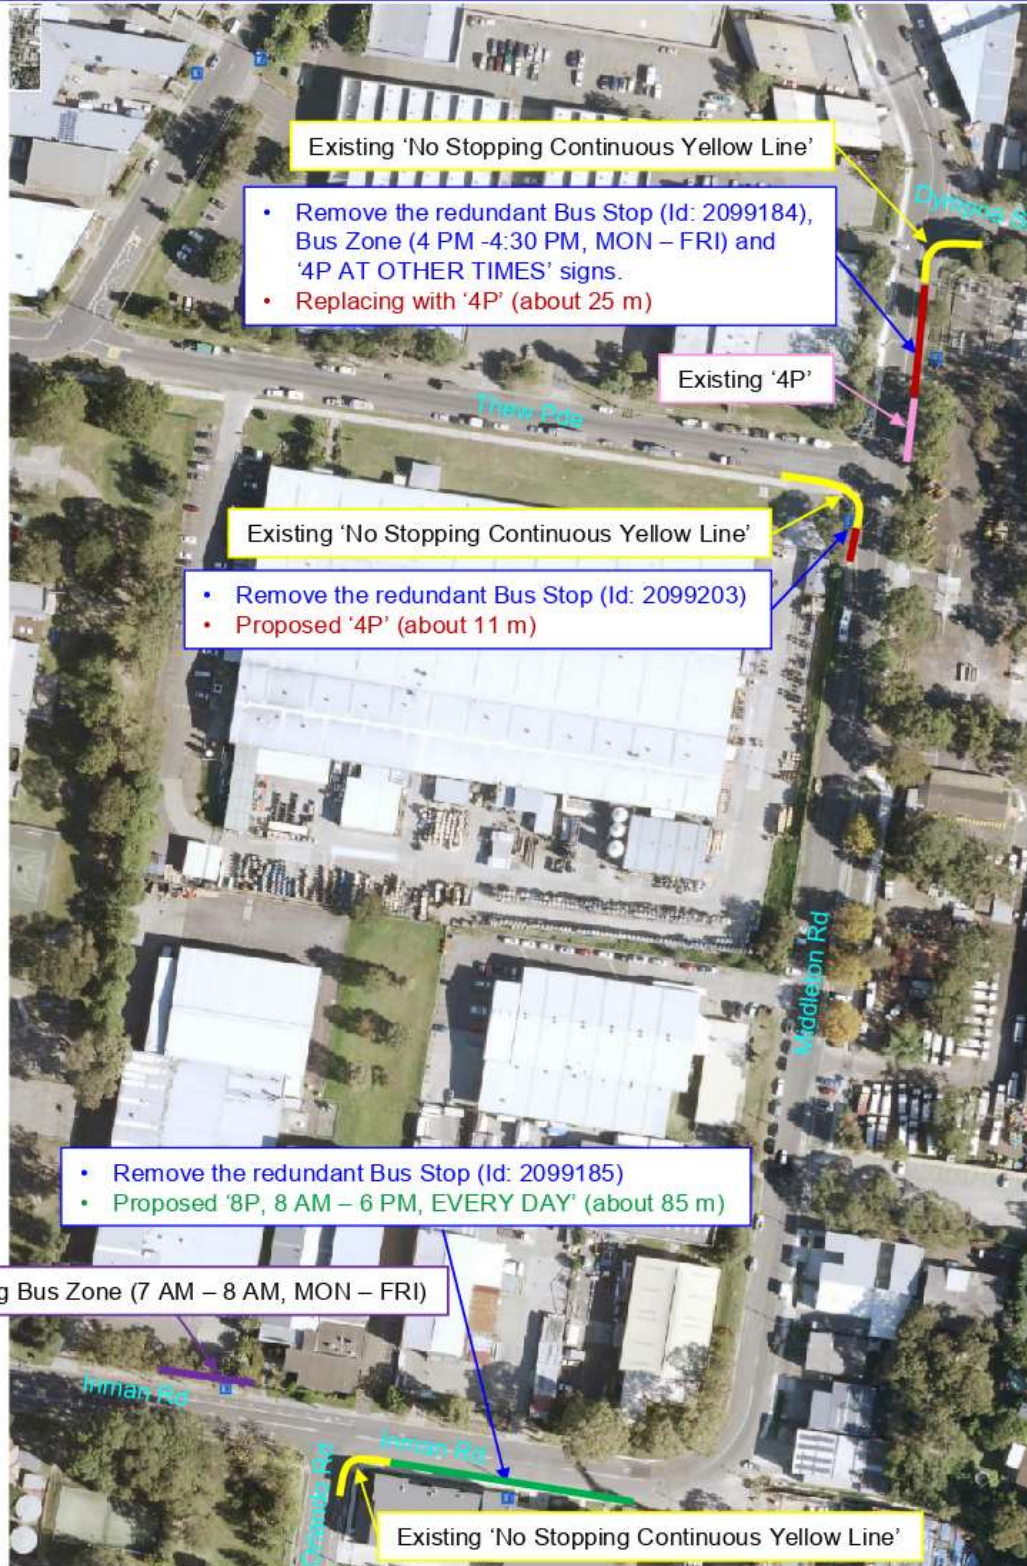 Existing ‘No Stopping Continuous Yellow Line’
• Remove the redundant Bus Stop (Id: 2099184),
Bus Zone (4 PM -4:30 PM, MON – FRI) and
‘4P AT OTHER TIMES’ signs.
• Replacing with ‘4P’ (about 25 m)
Existing ‘4P’
Thew Pde
Existing ‘No Stopping Continuous Yellow Line’
• Remove the redundant Bus Stop (Id: 2099203)
• Proposed ‘4P’ (about 11 m)
Middleton Rd
• Remove the redundant Bus Stop (Id: 2099185)
• Proposed ‘8P, 8 AM – 6 PM, EVERY DAY’ (about 85 m)
g Bus Zone (7 AM – 8 AM, MON – FRI)
Inman Rd
Inman Rd
Rd
Existing ‘No Stopping Continuous Yellow Line’